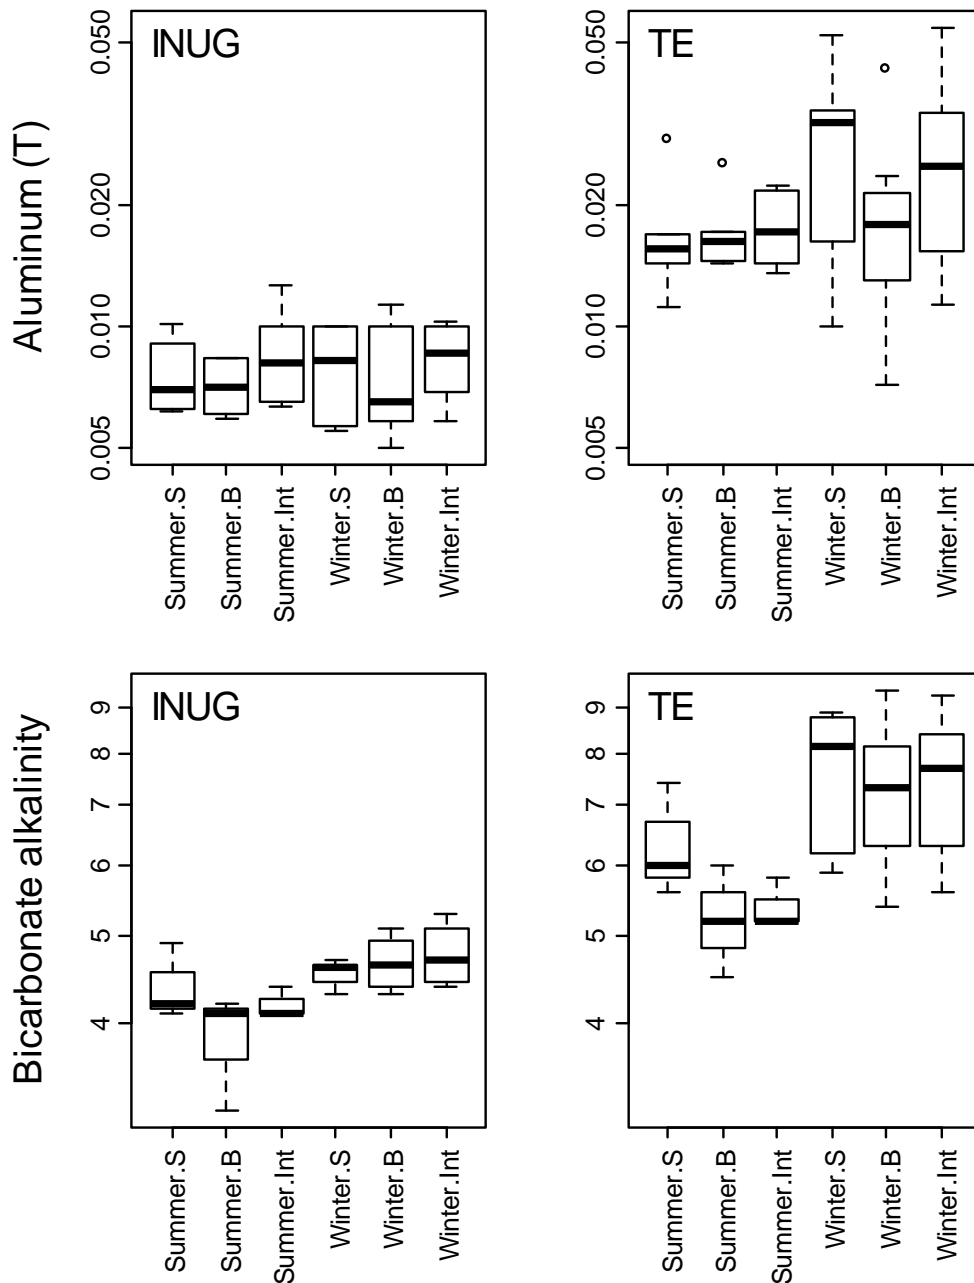 Aluminum (T)
INUG
0.050
0.020
0.010
0.005
Summer.S
Summer.B
Summer.Int
Winter.S
Winter.B
Winter.Int
TE
0.050
0.020
0.010
0.005
Summer.S
Summer.B
Summer.Int
Winter.S
Winter.B
Winter.Int
Bicarbonate alkalinity
INUG
9
8
7
6
5
4
Summer.S
Summer.B
Summer.Int
Winter.S
Winter.B
Winter.Int
TE
9
8
7
6
5
4
Summer.S
Summer.B
Summer.Int
Winter.S
Winter.B
Winter.Int